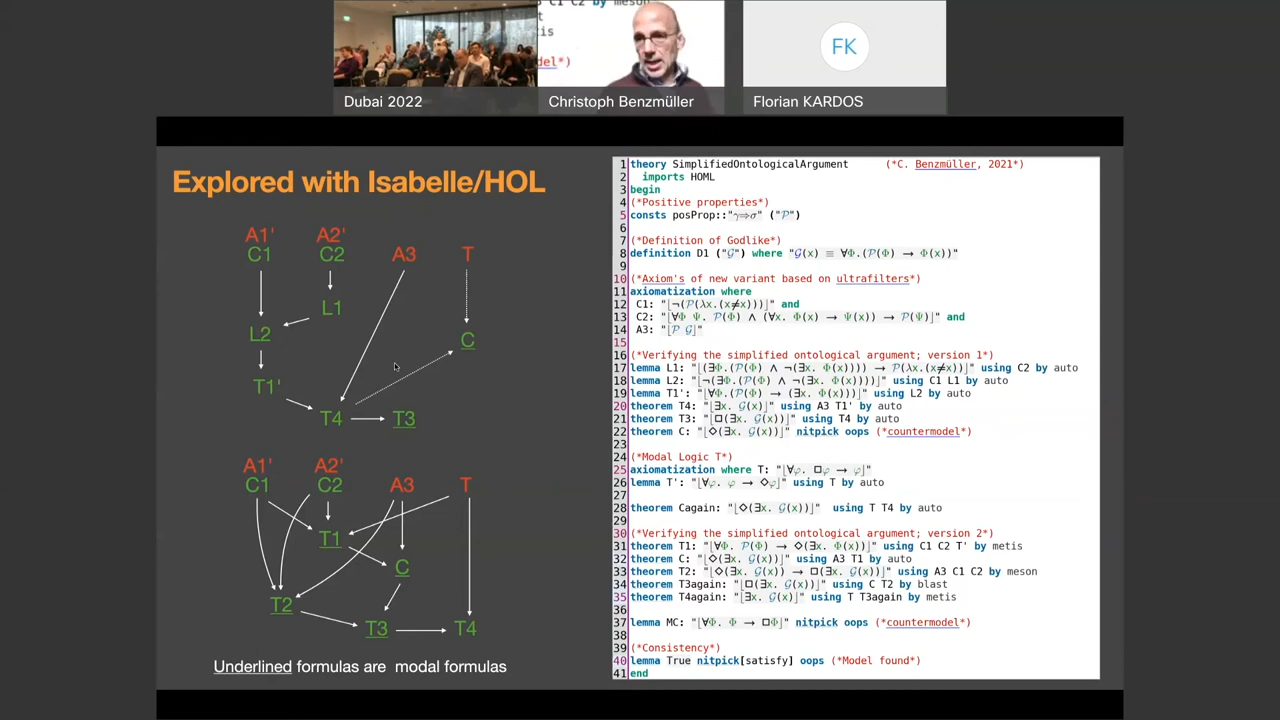 el*)
Dubai 2022
Christoph Benzmüller
FK
Florian KARDOS
Explored with Isabelle/HOL
A1'
A2'
C1
C2
A3
T
L1
L2
C
T1'
T4
T3
A1'
A2'
C1
C2
A3
T
T1
C
T2
T3
T4
Underlined formulas are modal formulas
1 theory SimplifiedOntologicalArgument (*C. Benzmüller, 2021*)
2 imports HOML
3 begin
4 (*Positive properties*)
5 consts posProp::"γ⇒σ" ("P")
6
7 (*Definition of Godlike*)
8 definition D1 ("G") where "G(x) ≡ ∀Φ.(P(Φ) → Φ(x))"
9
10 (*Axiom's of new variant based on ultrafilters*)
11 axiomatization where
12 C1: "⌊¬(P(λx.(x≠x)))⌋" and
13 C2: "⌊∀Φ Ψ. P(Φ) ∧ (∀x. Φ(x) → Ψ(x)) → P(Ψ)⌋" and
14 A3: "⌊P G⌋"
15
16 (*Verifying the simplified ontological argument; version 1*)
17 lemma L1: "⌊(∃Φ.(P(Φ) ∧ ¬(∃x. Φ(x)))) → P(λx.(x≠x))⌋" using C2 by auto
18 lemma L2: "⌊¬(∃Φ.(P(Φ) ∧ ¬(∃x. Φ(x))))⌋" using C1 L1 by auto
19 lemma T1': "⌊∀Φ.(P(Φ) → (∃x. Φ(x)))⌋" using L2 by auto
20 theorem T4: "⌊∃x. G(x)⌋" using A3 T1' by auto
21 theorem T3: "⌊□(∃x. G(x))⌋" using T4 by auto
22 theorem C: "⌊◇(∃x. G(x))⌋" nitpick oops (*countermodel*)
23
24 (*Modal Logic T*)
25 axiomatization where T: "⌊∀φ. □φ → φ⌋"
26 lemma T': "⌊∀φ. φ → ◇φ⌋" using T by auto
27
28 theorem Cagain: "⌊◇(∃x. G(x))⌋" using T T4 by auto
29
30 (*Verifying the simplified ontological argument; version 2*)
31 theorem T1: "⌊∀Φ. P(Φ) → ◇(∃x. Φ(x))⌋" using C1 C2 T' by metis
32 theorem C: "⌊◇(∃x. G(x))⌋" using A3 T1 by auto
33 theorem T2: "⌊◇(∃x. G(x)) → □(∃x. G(x))⌋" using A3 C1 C2 by meson
34 theorem T3again: "⌊□(∃x. G(x))⌋" using C T2 by blast
35 theorem T4again: "⌊∃x. G(x)⌋" using T T3again by metis
36
37 lemma MC: "⌊∀Φ. Φ → □Φ⌋" nitpick oops (*countermodel*)
38
39 (*Consistency*)
40 lemma True nitpick[satisfy] oops (*Model found*)
41 end